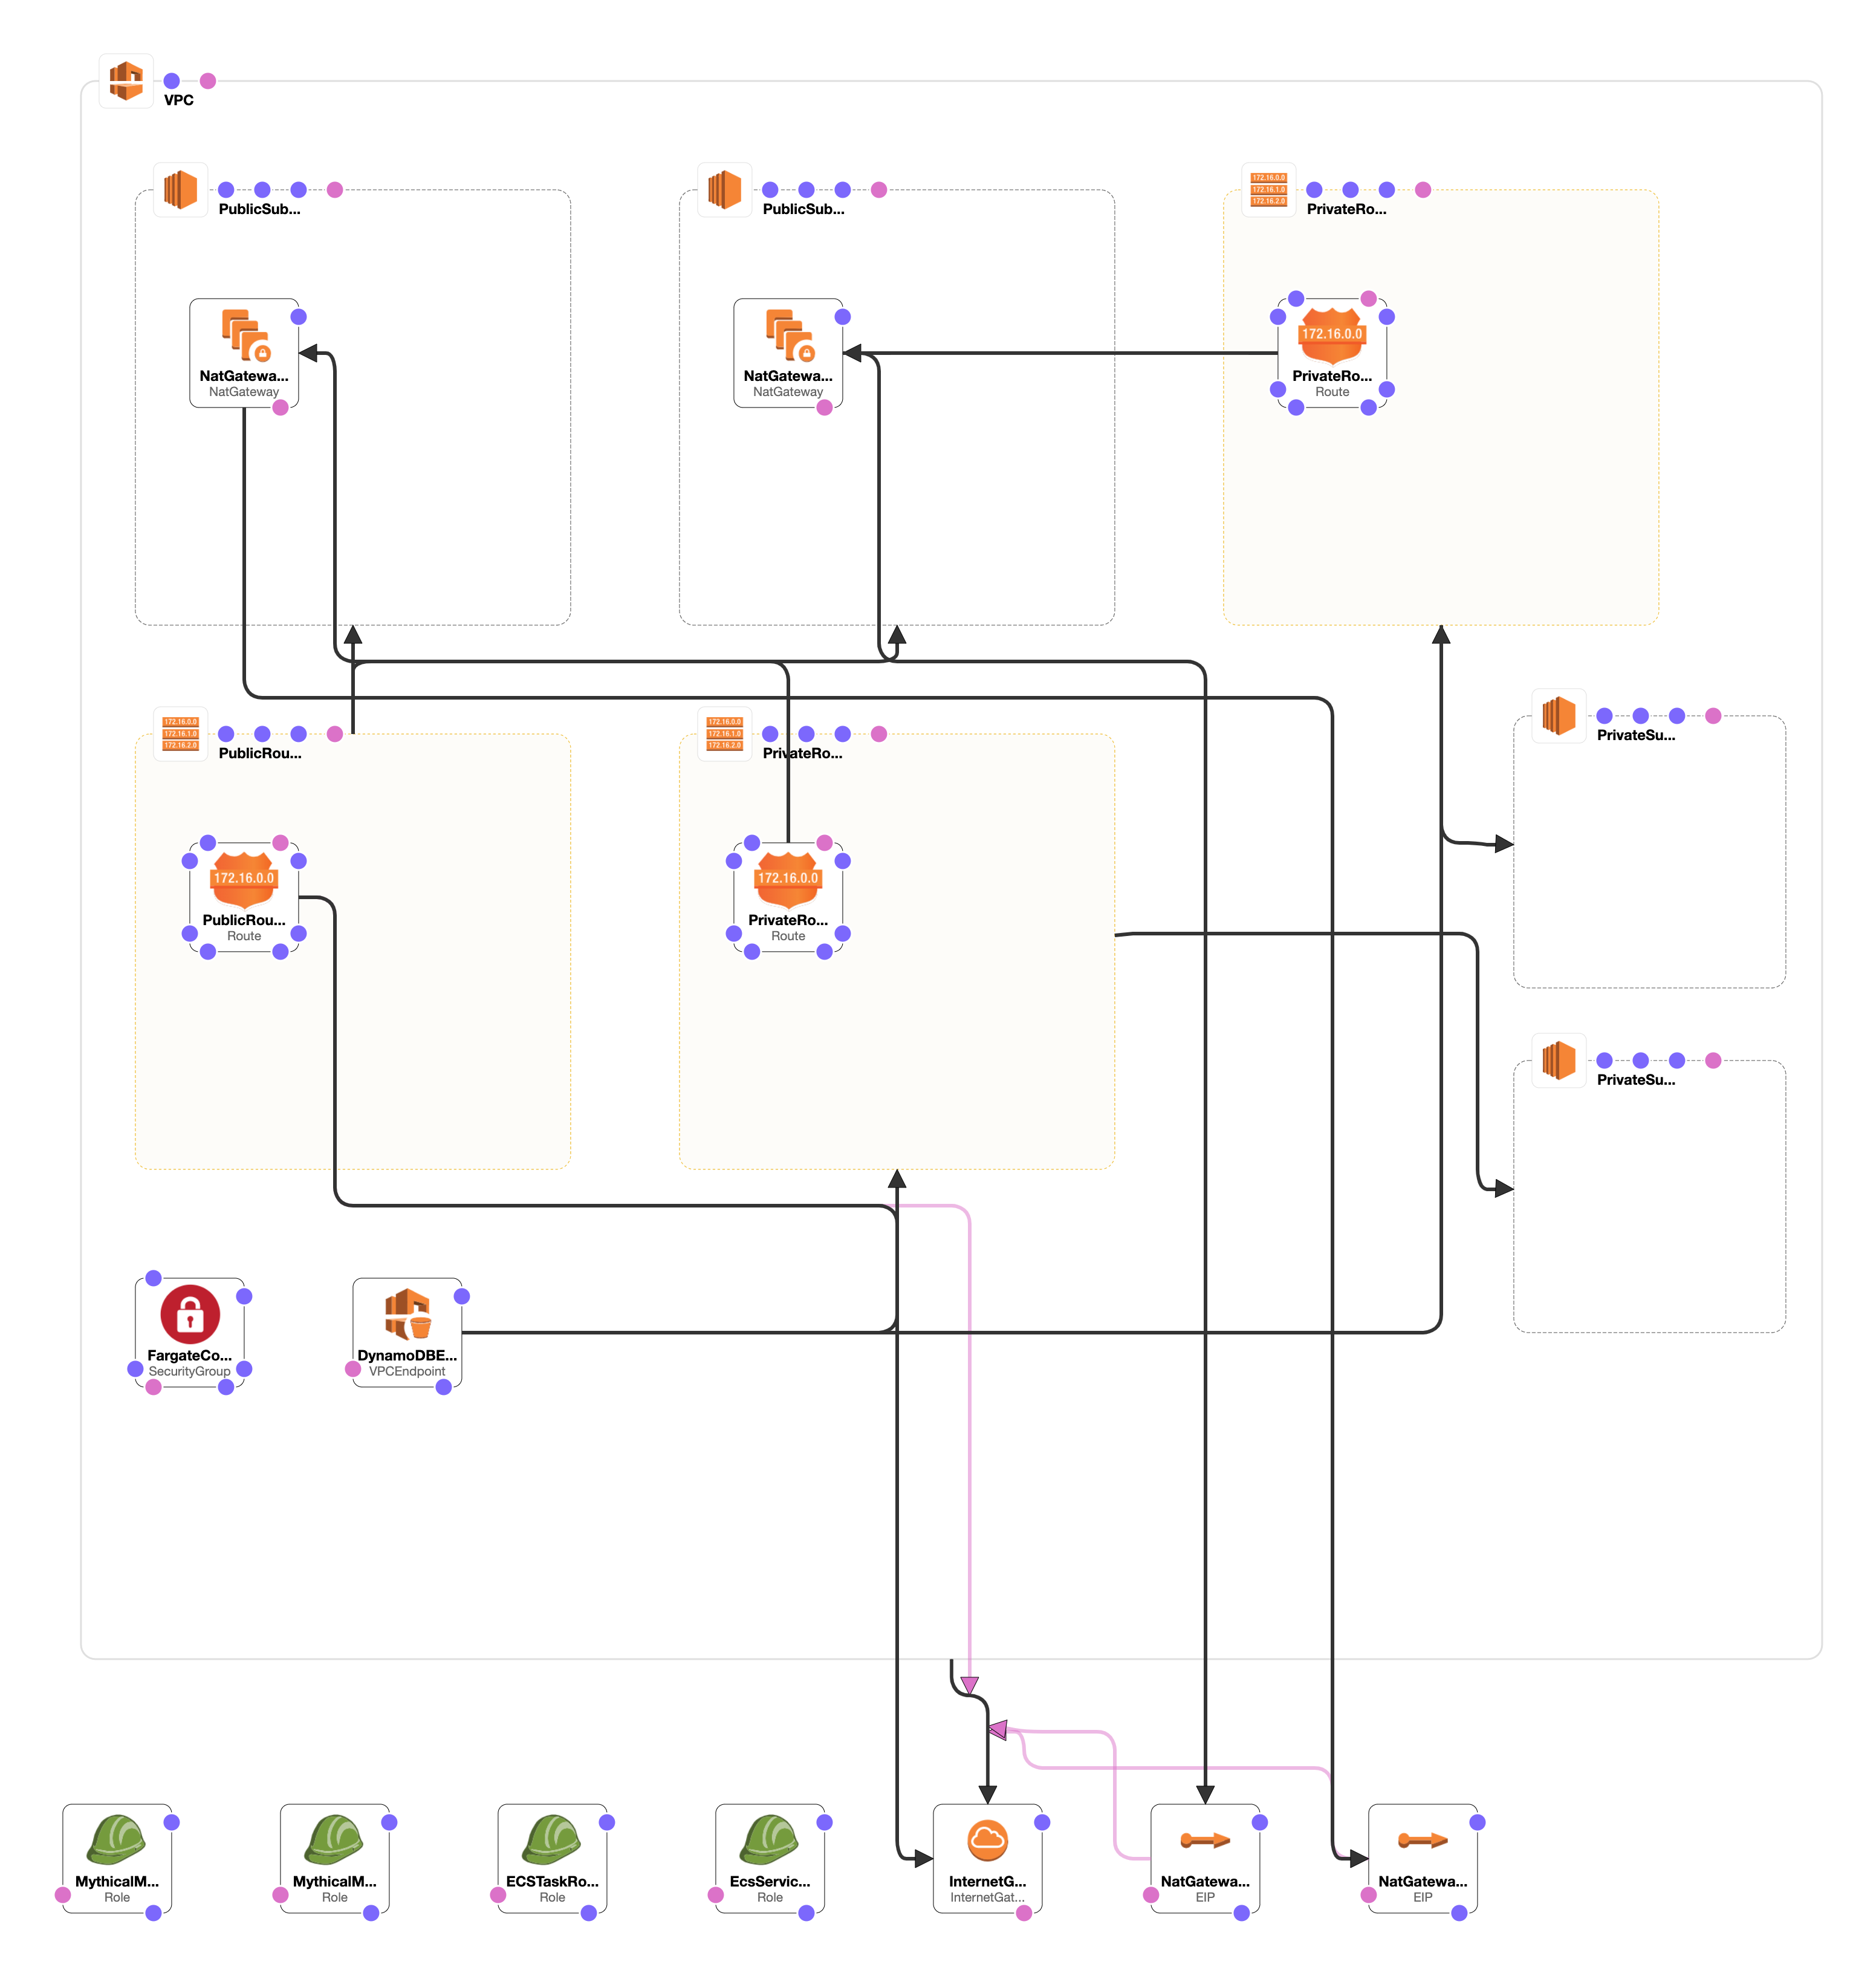 VPC
PublicSub...
PublicSub...
172.16.0.0
172.16.1.0
172.16.2.0
PrivateRo...
NatGatewa...
NatGateway
NatGatewa...
NatGateway
172.16.0.0
PrivateRo...
Route
172.16.0.0
172.16.1.0
172.16.2.0
PublicRou...
172.16.0.0
172.16.1.0
172.16.2.0
PrivateRo...
PrivateSu...
172.16.0.0
PublicRou...
Route
172.16.0.0
PrivateRo...
Route
PrivateSu...
FargateCo...
SecurityGroup
DynamoDBE...
VPCEndpoint
MythicalM...
Role
MythicalM...
Role
ECSTaskRo...
Role
EcsServic...
Role
InternetG...
InternetGat...
NatGatewa...
EIP
NatGatewa...
EIP